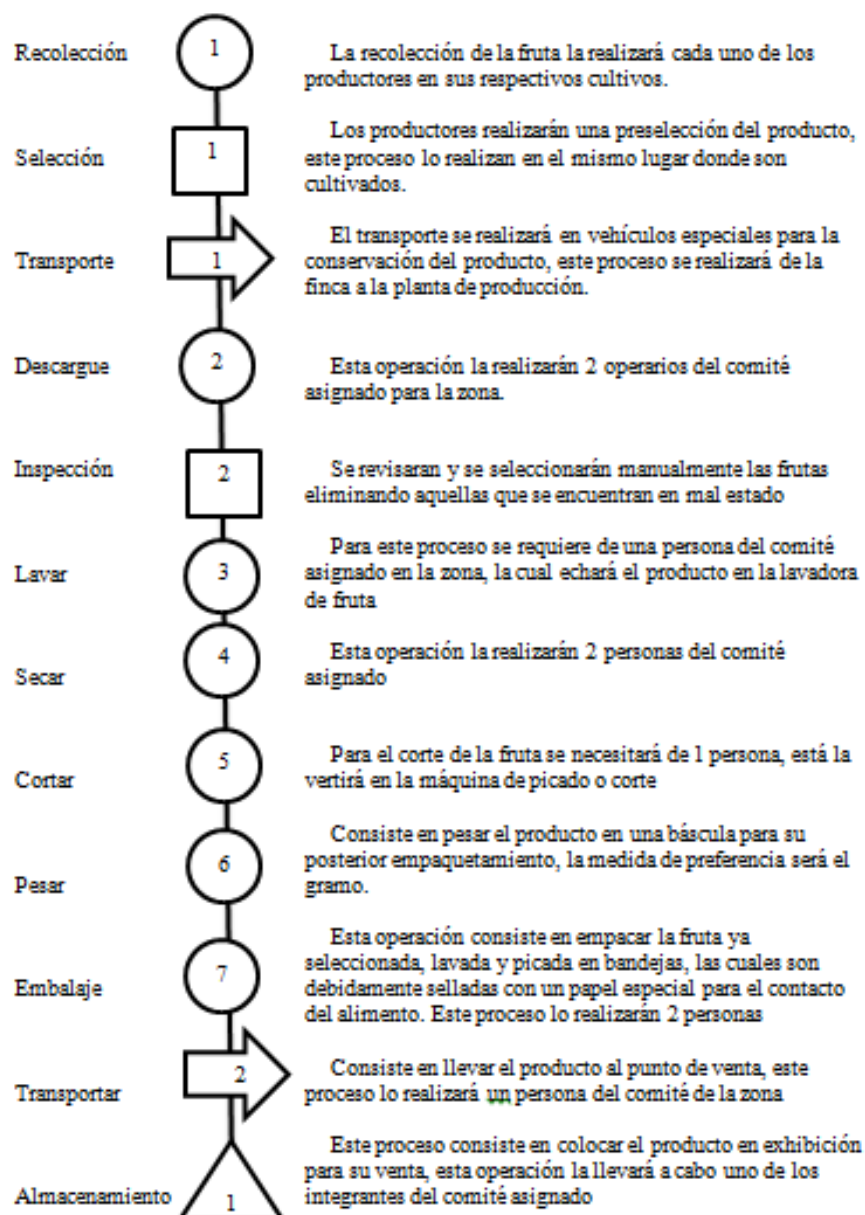 Recolección
1
La recolección de la fruta la realizará cada uno de los
productores en sus respectivos cultivos.
Selección
1
Los productores realizarán una preselección del producto,
este proceso lo realizan en el mismo lugar donde son
cultivados.
Transporte
1
El transporte se realizará en vehículos especiales para la
conservación del producto, este proceso se realizará de la
finca a la planta de producción.
Descargue
2
Esta operación la realizarán 2 operarios del comité
asignado para la zona.
Inspección
2
Se revisaran y se seleccionarán manualmente las frutas
eliminando aquellas que se encuentran en mal estado
Lavar
3
Para este proceso se requiere de una persona del comité
asignado en la zona, la cual echará el producto en la lavadora
de fruta
Secar
4
Esta operación la realizarán 2 personas del comité
asignado
Cortar
5
Para el corte de la fruta se necesitará de 1 persona, está la
vertirá en la máquina de picado o corte
Pesar
6
Consiste en pesar el producto en una báscula para su
posterior empaquetamiento, la medida de preferencia será el
gramo.
Embalaje
7
Esta operación consiste en empacar la fruta ya
seleccionada, lavada y picada en bandejas, las cuales son
debidamente selladas con un papel especial para el contacto
del alimento. Este proceso lo realizarán 2 personas
Transportar
2
Consiste en llevar el producto al punto de venta, este
proceso lo realizará un persona del comité de la zona
Almacenamiento
1
Este proceso consiste en colocar el producto en exhibición
para su venta, esta operación la llevará a cabo uno de los
integrantes del comité asignado